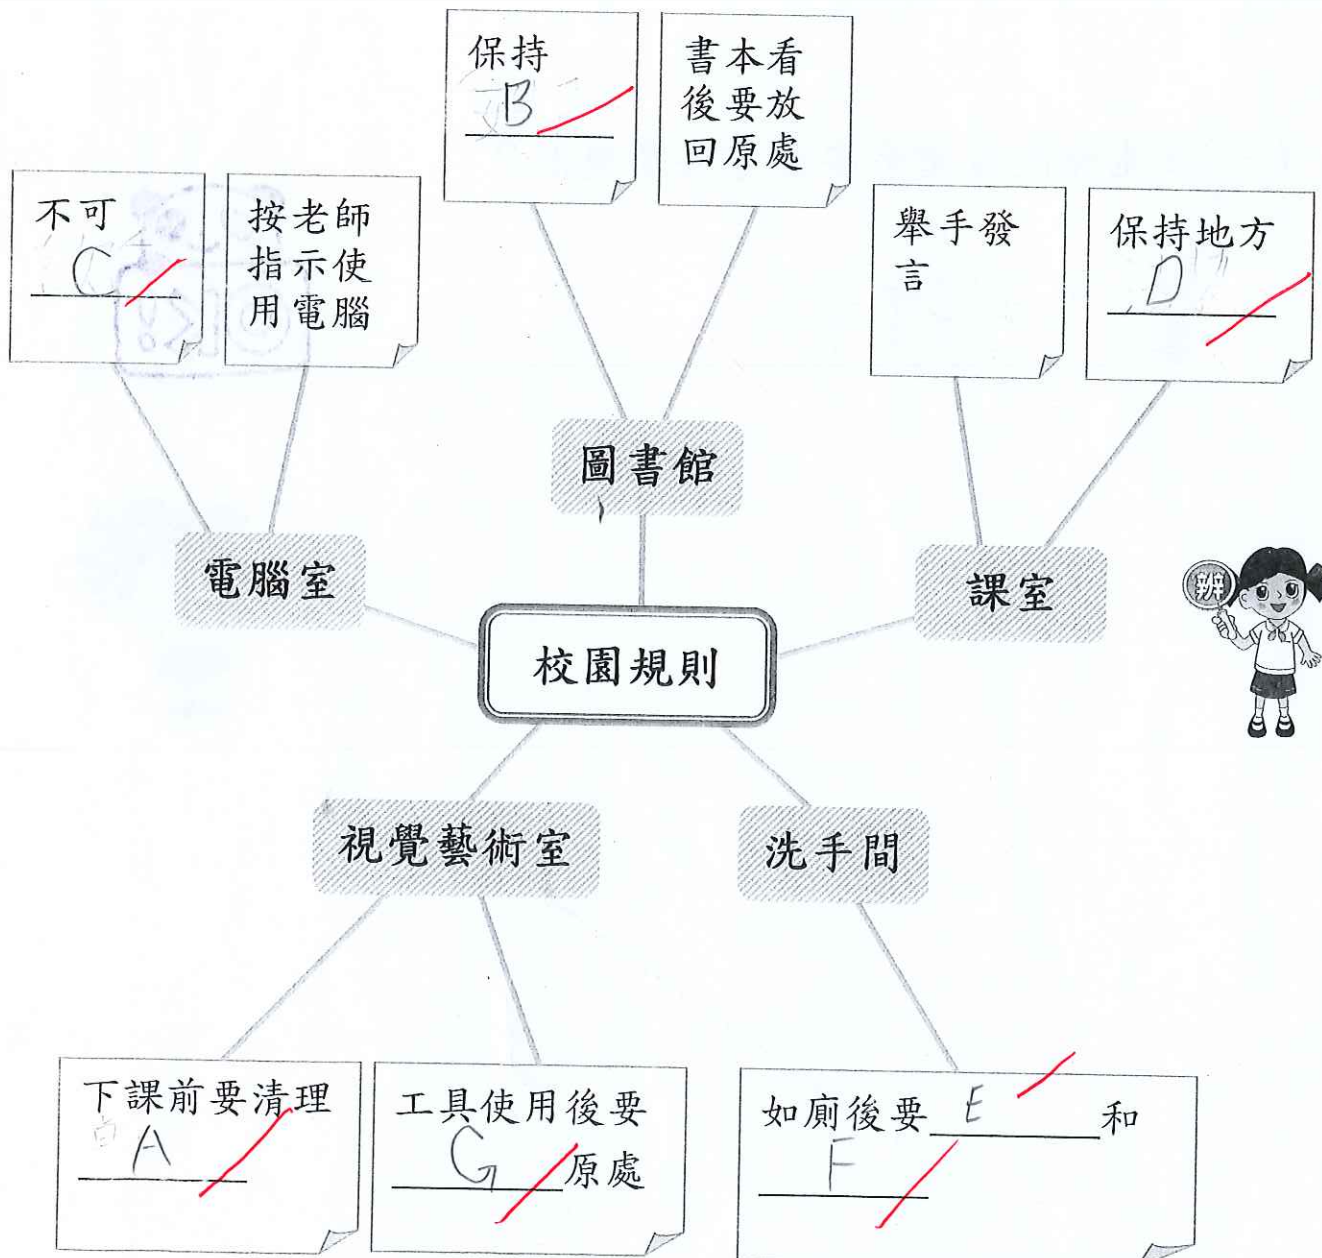 保持
B
書本看
後要放
回原處
不可
C
按老師
指示使
用電腦
舉手發
言
保持地方
D
圖書館
電腦室
課室
辨
校園規則
視覺藝術室
洗手間
下課前要清理
A
工具使用後要
G 原處
如廁後要 E 和
F